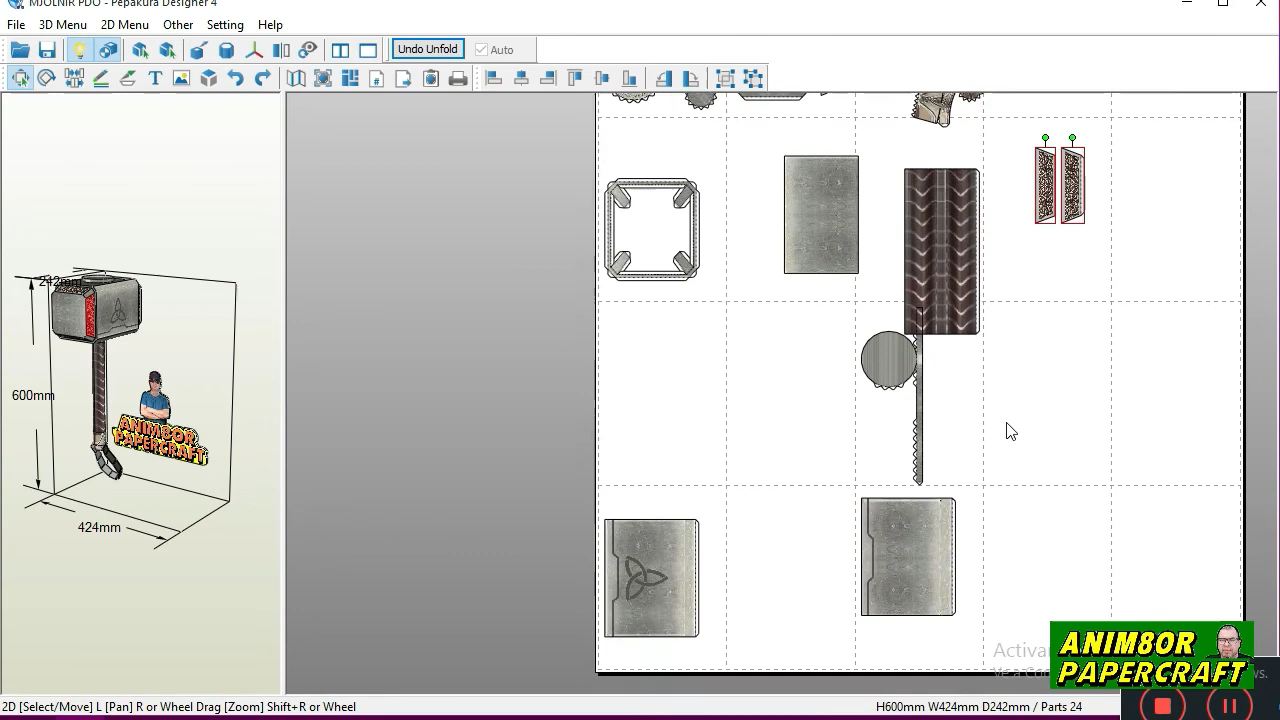 MJOLNIR PDO - Pepakura Designer 4
File 3D Menu 2D Menu Other Setting Help
Undo Unfold Auto
242mm
600mm
424mm
ANIM8OR
PAPERCRAFT
ANIM8OR
PAPERCRAFT
2D [Select/Move] L [Pan] R or Wheel Drag [Zoom] Shift+R or Wheel
H600mm W424mm D242mm / Parts 24